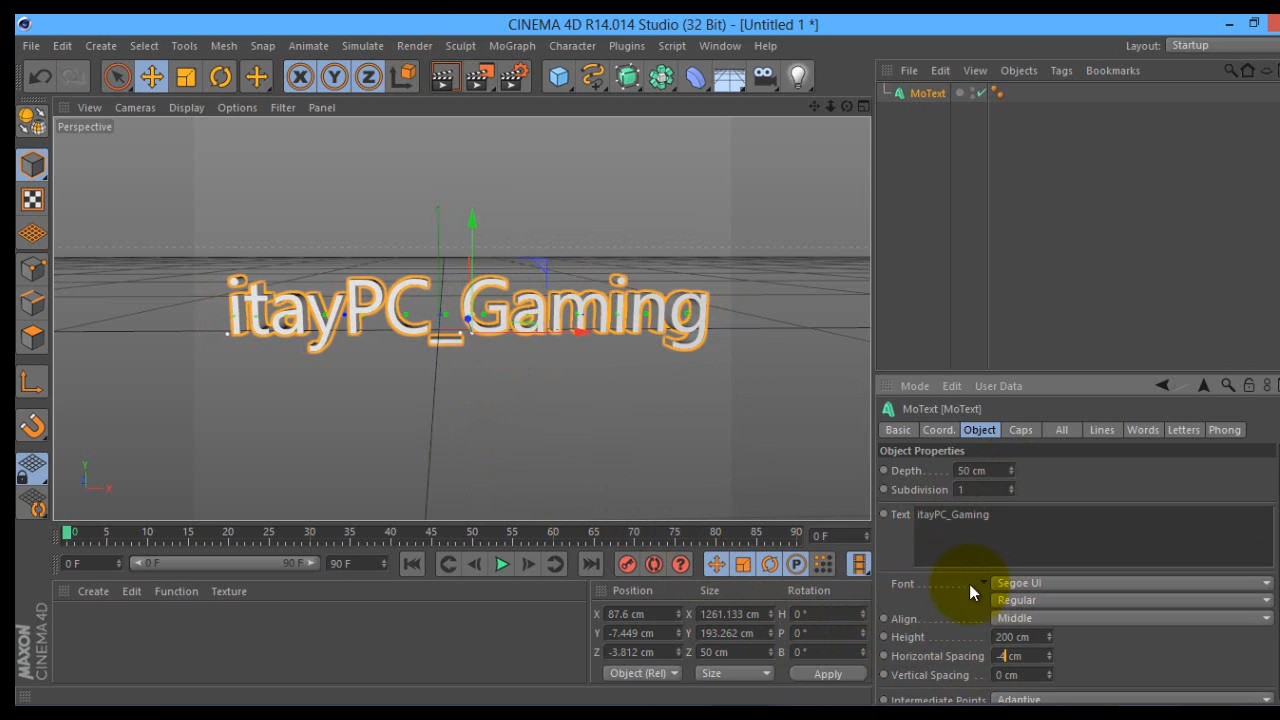 CINEMA 4D R14.014 Studio (32 Bit) - [Untitled 1 *]
File Edit Create Select Tools Mesh Snap Animate Simulate Render Sculpt MoGraph Character Plugins Script Window Help Layout: Startup
File Edit View Objects Tags Bookmarks
MoText
View Cameras Display Options Filter Panel
Perspective
itayPC_Gaming
Y
Z X
Mode Edit User Data
MoText [MoText]
Basic Coord. Object Caps All Lines Words Letters Phong
Object Properties
Depth..... 50 cm
Subdivision 1
Text itayPC_Gaming
Font Segoe UI
Regular
Align Middle
Height 200 cm
Horizontal Spacing -4 cm
Vertical Spacing 0 cm
Intermediate Points Adaptive
0 5 10 15 20 25 30 35 40 45 50 55 60 65 70 75 80 85 90 0 F
0 F 0 F 90 F 90 F
Create Edit Function Texture
Position Size Rotation
X 87.6 cm X 1261.133 cm H 0 °
Y -7.449 cm Y 193.262 cm P 0 °
Z -3.812 cm Z 50 cm B 0 °
Object (Rel) Size Apply
MAXON
CINEMA 4D